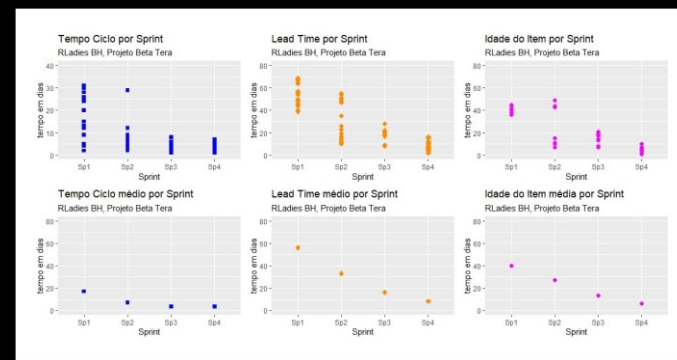 Tempo Ciclo por Sprint
RLadies BH, Projeto Beta Tera
40
30
20
10
0
tempo em dias
Sp1 Sp2 Sp3 Sp4
Sprint
Lead Time por Sprint
RLadies BH, Projeto Beta Tera
80
60
40
20
0
tempo em dias
Sp1 Sp2 Sp3 Sp4
Sprint
Idade do Item por Sprint
RLadies BH, Projeto Beta Tera
80
60
40
20
0
tempo em dias
Sp1 Sp2 Sp3 Sp4
Sprint
Tempo Ciclo médio por Sprint
RLadies BH, Projeto Beta Tera
80
60
40
20
0
tempo em dias
Sp1 Sp2 Sp3 Sp4
Sprint
Lead Time médio por Sprint
RLadies BH, Projeto Beta Tera
80
60
40
20
0
tempo em dias
Sp1 Sp2 Sp3 Sp4
Sprint
Idade do Item média por Sprint
RLadies BH, Projeto Beta Tera
80
60
40
20
0
tempo em dias
Sp1 Sp2 Sp3 Sp4
Sprint